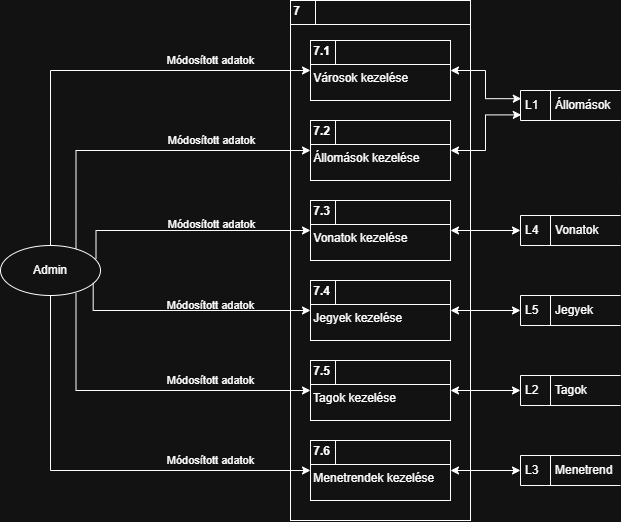 7
7.1
Módosított adatok
Városok kezelése
L1 Állomások
7.2
Módosított adatok
Állomások kezelése
7.3
Módosított adatok
Vonatok kezelése
L4 Vonatok
Admin
7.4
Módosított adatok
Jegyek kezelése
L5 Jegyek
7.5
Módosított adatok
Tagok kezelése
L2 Tagok
7.6
Módosított adatok
Menetrendek kezelése
L3 Menetrend